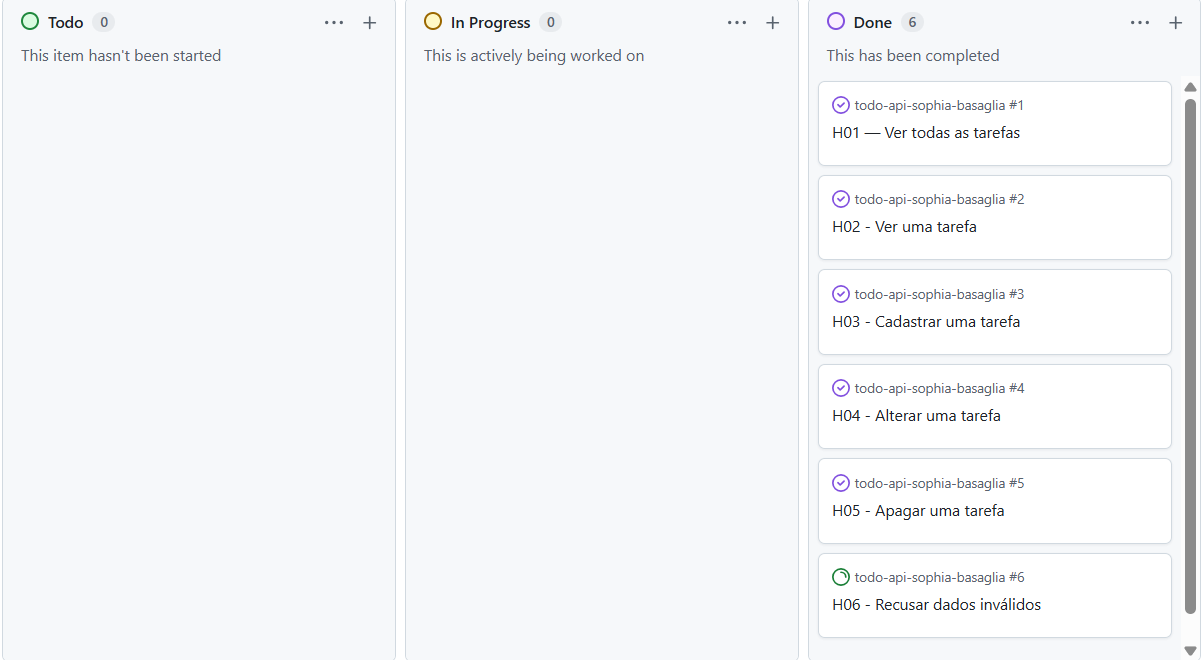 Todo 0
This item hasn't been started
In Progress 0
This is actively being worked on
Done 6
This has been completed
todo-api-sophia-basaglia #1
H01 — Ver todas as tarefas
todo-api-sophia-basaglia #2
H02 - Ver uma tarefa
todo-api-sophia-basaglia #3
H03 - Cadastrar uma tarefa
todo-api-sophia-basaglia #4
H04 - Alterar uma tarefa
todo-api-sophia-basaglia #5
H05 - Apagar uma tarefa
todo-api-sophia-basaglia #6
H06 - Recusar dados inválidos